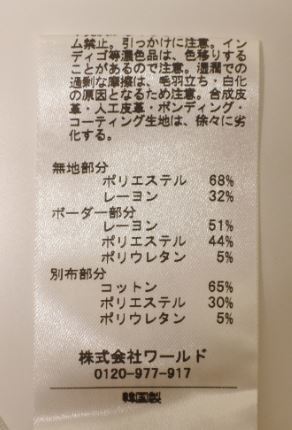 ム禁止。引っかけに注意。イン
ディゴ等濃色品は、色移りする
ことがあるので注意。湿潤での
過剰な摩擦は、毛羽立ち・白化
の原因となるため注意。合成皮
革・人工皮革・ボンディング・
コーティング生地は、徐々に劣
化する。
無地部分
ポリエステル 68%
レーヨン 32%
ボーダー部分
レーヨン 51%
ポリエステル 44%
ポリウレタン 5%
別布部分
コットン 65%
ポリエステル 30%
ポリウレタン 5%
株式会社ワールド
0120-977-917
韓国製